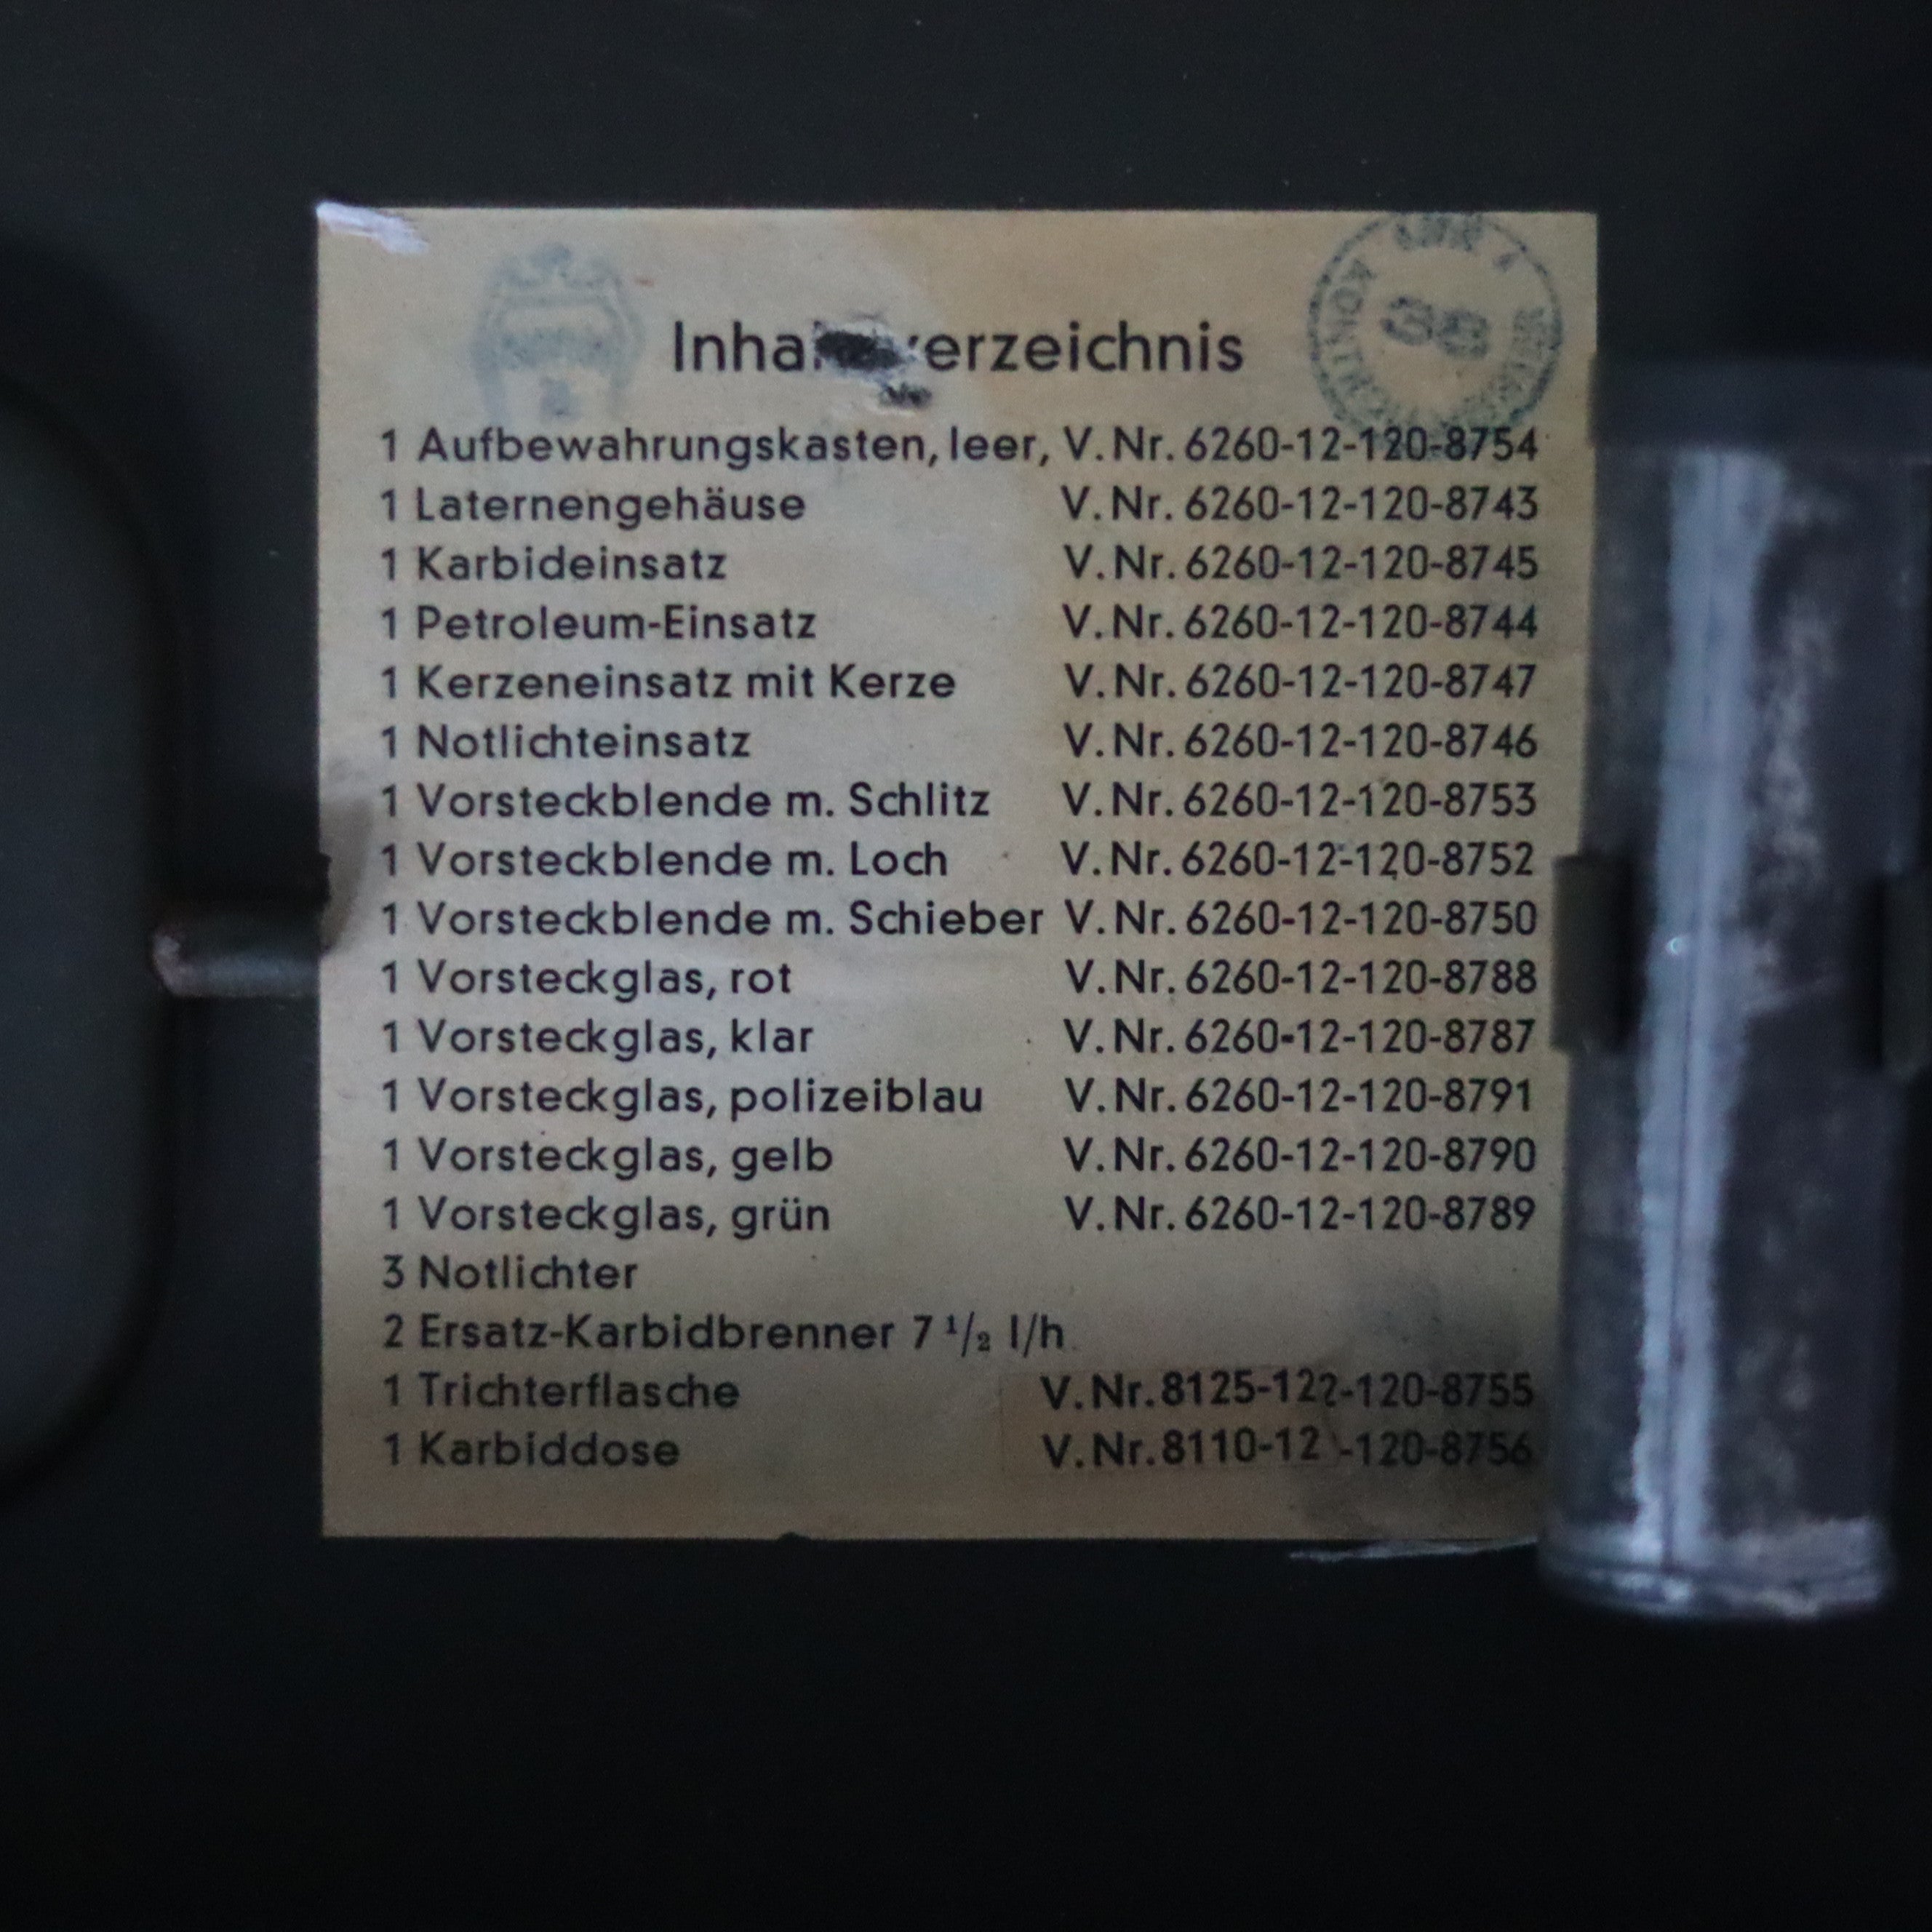 Inhaltsverzeichnis
1 Aufbewahrungskasten, leer, V. Nr. 6260-12-120-8754
1 Laternengehäuse V. Nr. 6260-12-120-8743
1 Karbideinsatz V. Nr. 6260-12-120-8745
1 Petroleum-Einsatz V. Nr. 6260-12-120-8744
1 Kerzeneinsatz mit Kerze V. Nr. 6260-12-120-8747
1 Notlichteinsatz V. Nr. 6260-12-120-8746
1 Vorsteckblende m. Schlitz V. Nr. 6260-12-120-8753
1 Vorsteckblende m. Loch V. Nr. 6260-12-120-8752
1 Vorsteckblende m. Schieber V. Nr. 6260-12-120-8750
1 Vorsteckglas, rot V. Nr. 6260-12-120-8788
1 Vorsteckglas, klar V. Nr. 6260-12-120-8787
1 Vorsteckglas, polizeiblau V. Nr. 6260-12-120-8791
1 Vorsteckglas, gelb V. Nr. 6260-12-120-8790
1 Vorsteckglas, grün V. Nr. 6260-12-120-8789
3 Notlichter
2 Ersatz-Karbidbrenner 7 1/2 l/h
1 Trichterflasche V. Nr. 8125-122-120-8755
1 Karbiddose V. Nr. 8110-12 -120-8756